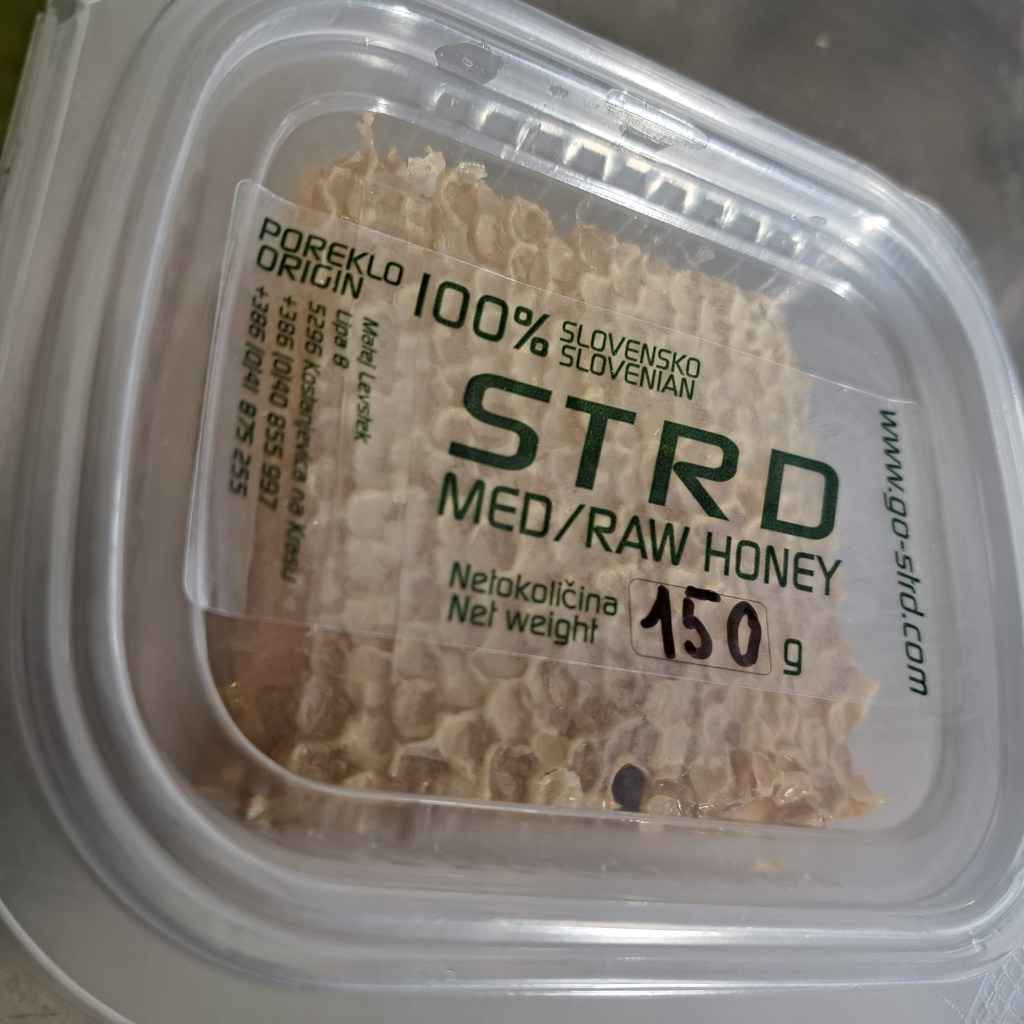 POREKLO
ORIGIN
100% SLOVENSKO
SLOVENIAN
STRD
MED/RAW HONEY
Netokoličina
Net weight
150 g
Matej Levstek
Lipa 8
5296 Kostanjevica na Krasu
+386 (0)40 855 997
+386 (0)41 875 255
www.go-strd.com